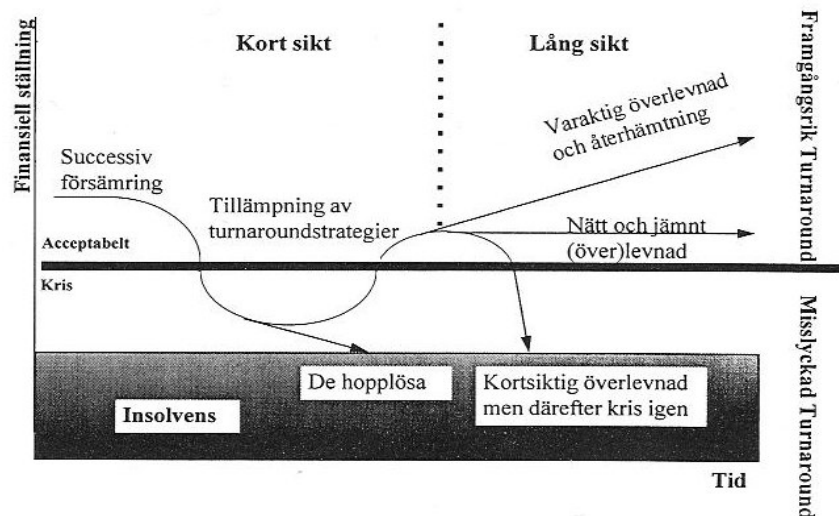 Kort sikt
Lång sikt
Finansiell ställning
Framgångsrik Turnaround
Varaktig överlevnad
och återhämtning
Successiv
försämring
Tillämpning av
turnaroundstrategier
Nätt och jämnt
(över)levnad
Acceptabelt
Kris
Misslyckad Turnaround
De hopplösa
Kortsiktig överlevnad
men därefter kris igen
Insolvens
Tid